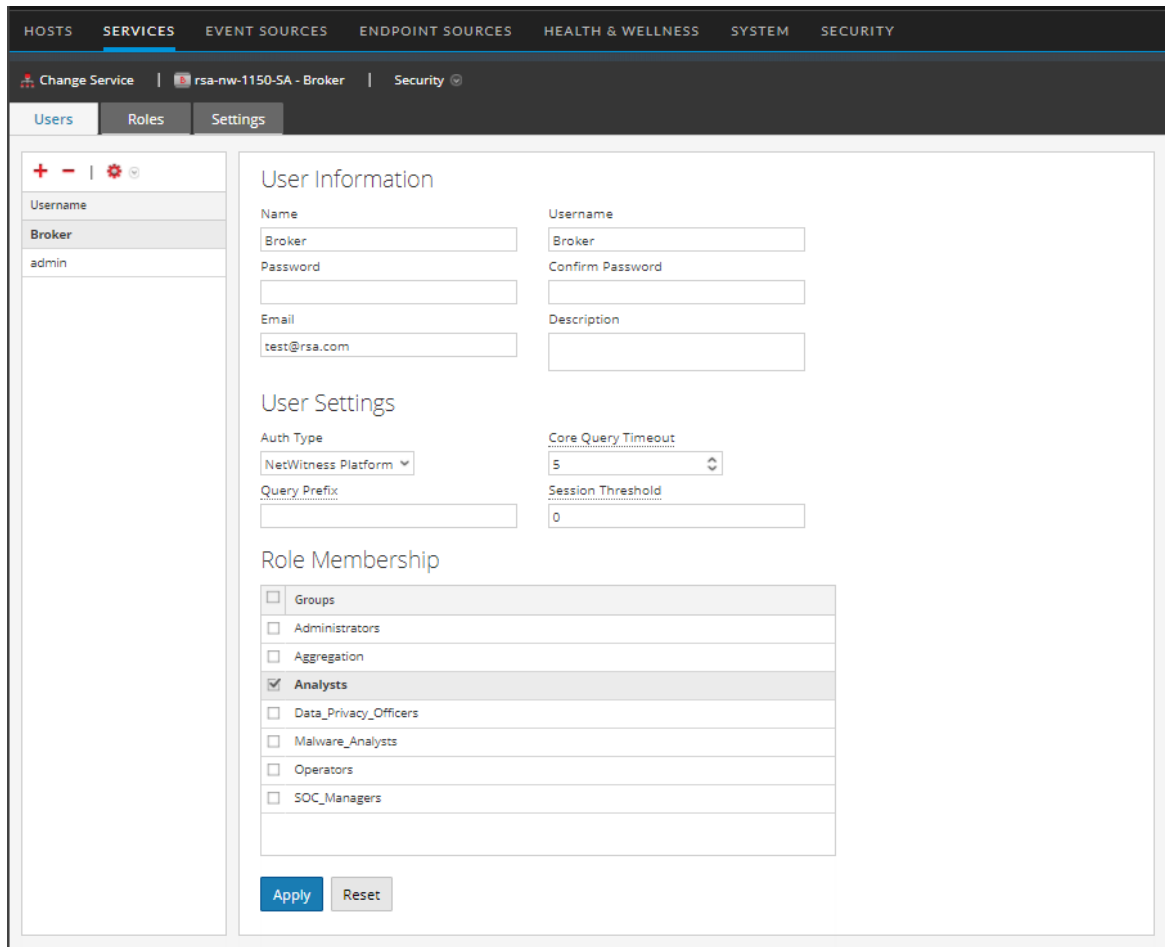 HOSTS SERVICES EVENT SOURCES ENDPOINT SOURCES HEALTH & WELLNESS SYSTEM SECURITY
Change Service | rsa-nw-1150-SA - Broker | Security
Users Roles Settings
Username
Broker
admin
User Information
Name Username
Broker Broker
Password Confirm Password
Email Description
test@rsa.com
User Settings
Auth Type Core Query Timeout
NetWitness Platform 5
Query Prefix Session Threshold
0
Role Membership
Groups
Administrators
Aggregation
Analysts
Data_Privacy_Officers
Malware_Analysts
Operators
SOC_Managers
Apply Reset